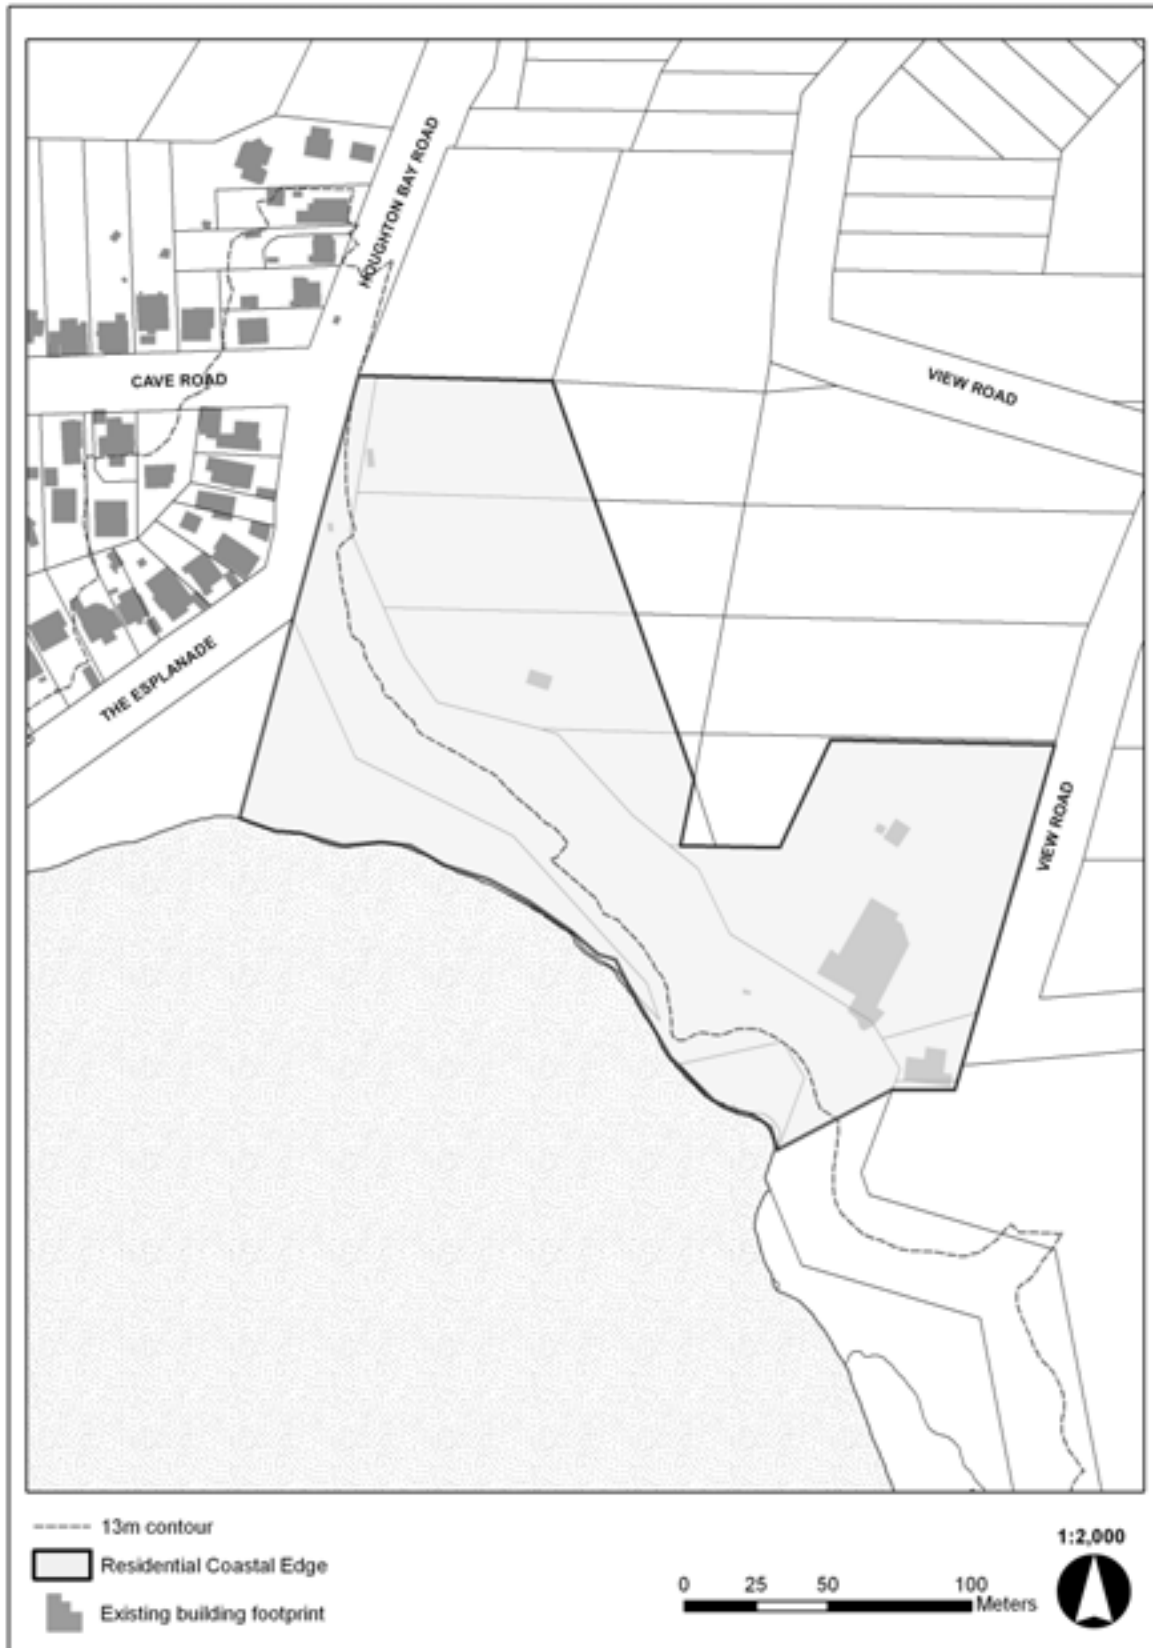 HOUGHTON BAY ROAD
CAVE ROAD
VIEW ROAD
THE ESPLANADE
VIEW ROAD
13m contour
Residential Coastal Edge
Existing building footprint
1:2,000
0 25 50 100
Meters